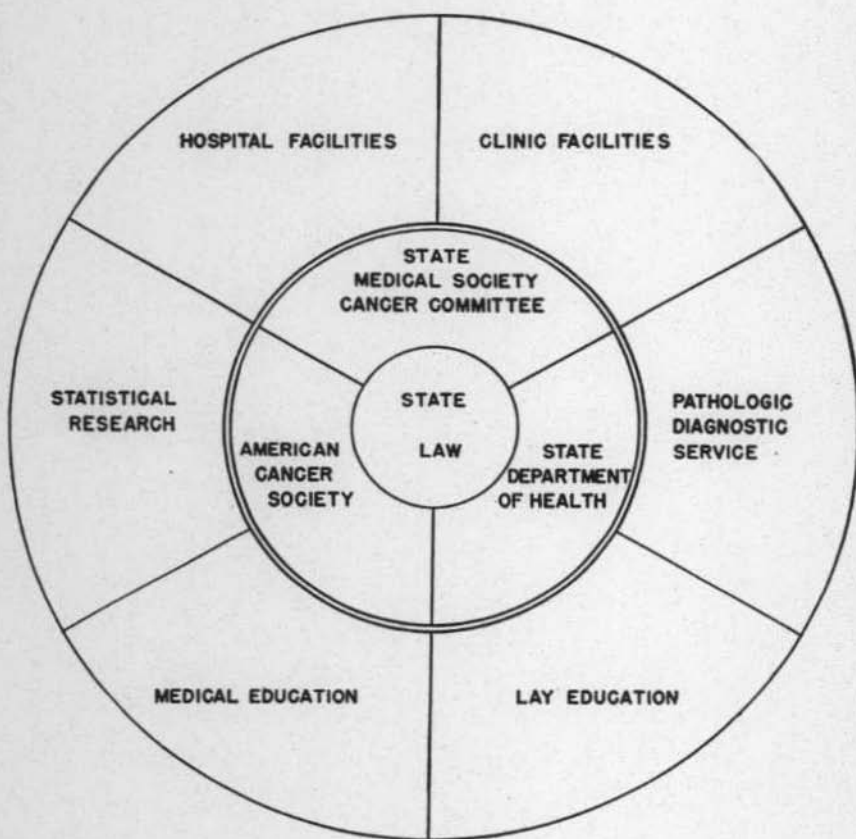 HOSPITAL FACILITIES
CLINIC FACILITIES
STATE
MEDICAL SOCIETY
CANCER COMMITTEE
STATISTICAL
RESEARCH
STATE
LAW
PATHOLOGIC
DIAGNOSTIC
SERVICE
AMERICAN
CANCER
SOCIETY
STATE
DEPARTMENT
OF HEALTH
MEDICAL EDUCATION
LAY EDUCATION